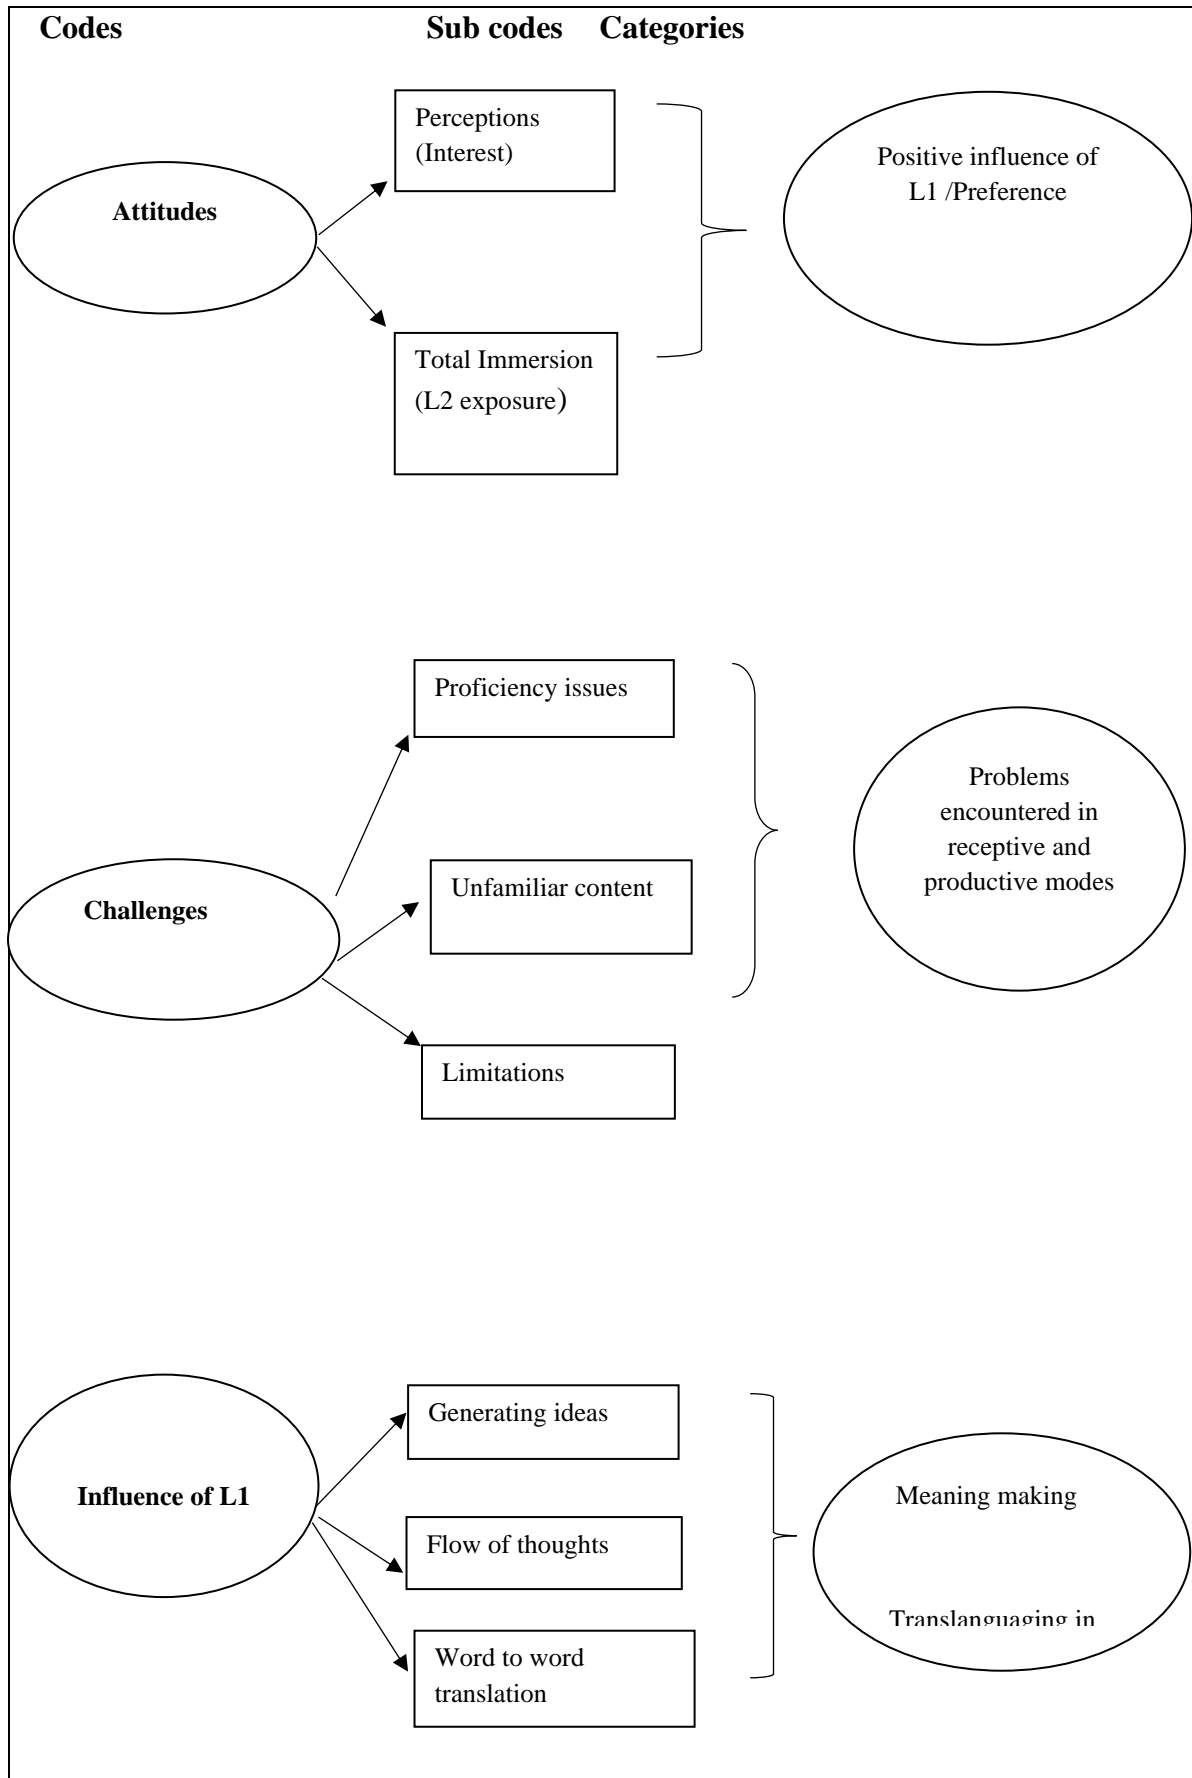 Codes Sub codes Categories
Perceptions
(Interest)
Attitudes
Positive influence of
L1 /Preference
Total Immersion
(L2 exposure)
Proficiency issues
Challenges
Unfamiliar content
Limitations
Problems
encountered in
receptive and
productive modes
Generating ideas
Influence of L1
Flow of thoughts
Word to word
translation
Meaning making
Translanguaging in